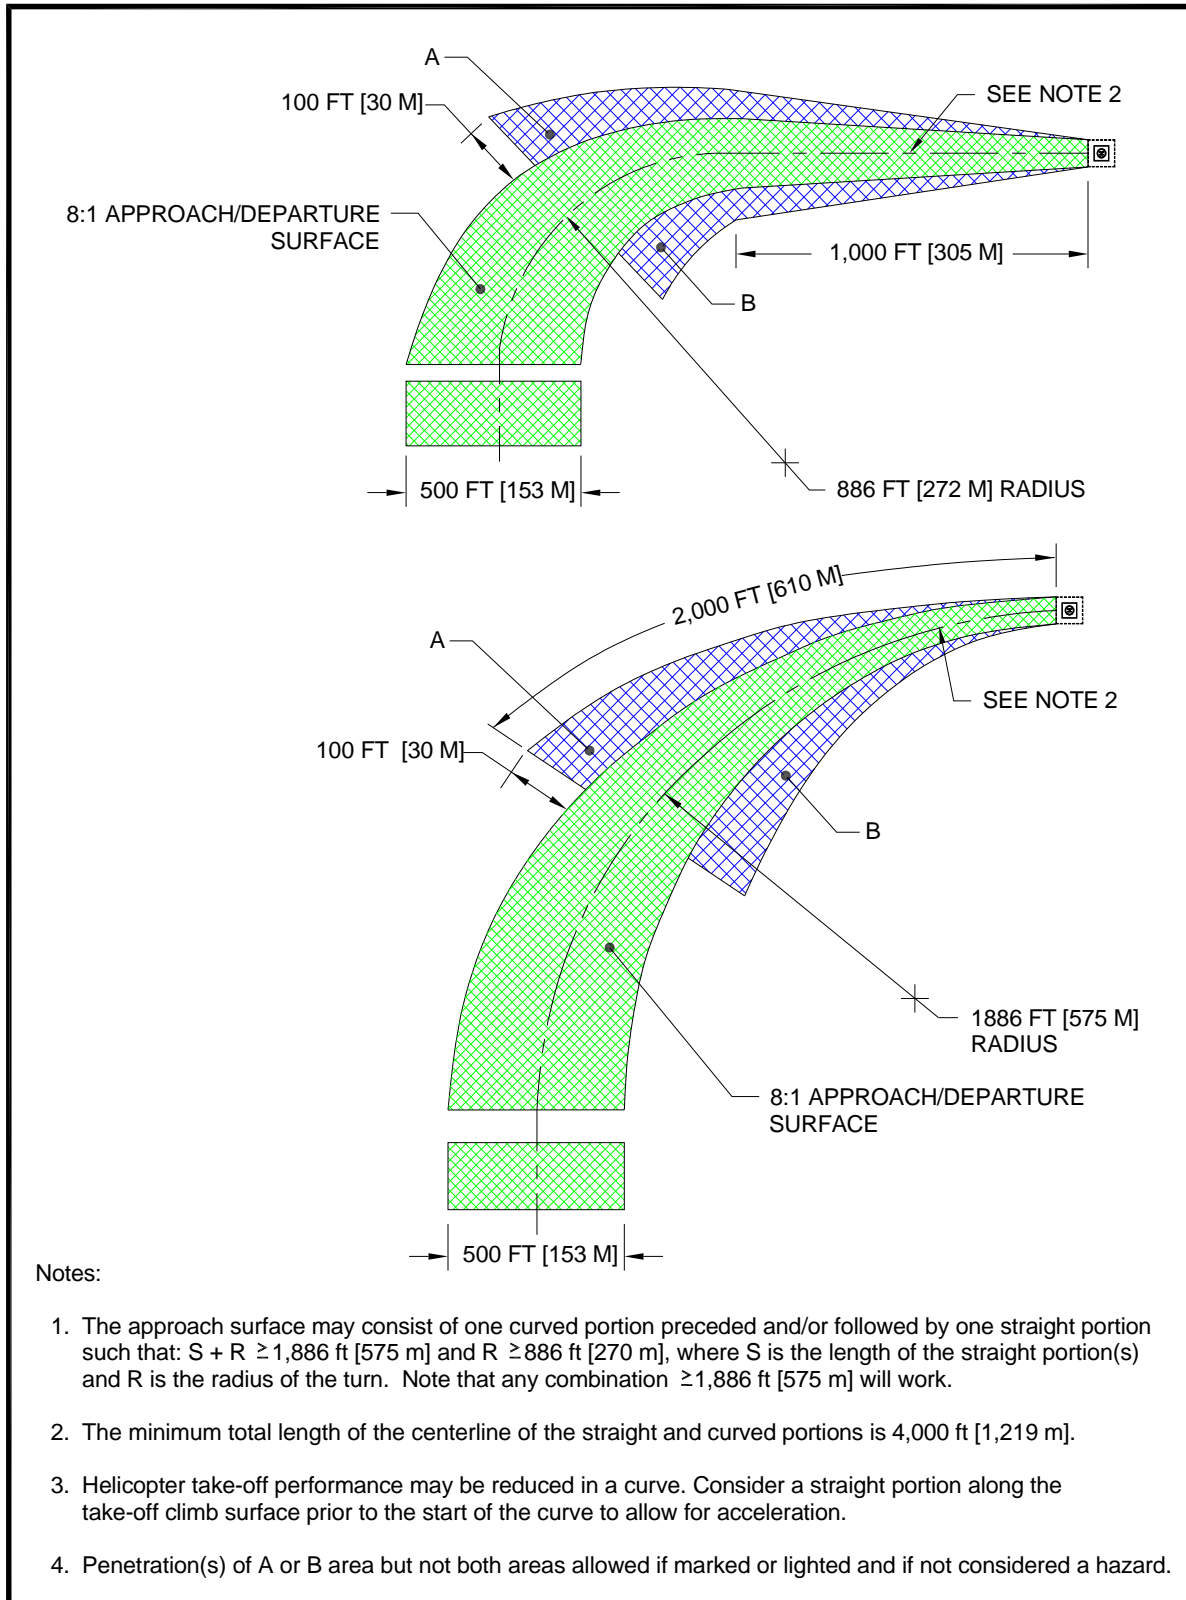 A
100 FT [30 M]
SEE NOTE 2
8:1 APPROACH/DEPARTURE
SURFACE
1,000 FT [305 M]
B
500 FT [153 M]
886 FT [272 M] RADIUS
2,000 FT [610 M]
A
SEE NOTE 2
100 FT [30 M]
B
1886 FT [575 M]
RADIUS
8:1 APPROACH/DEPARTURE
SURFACE
500 FT [153 M]
Notes:
1. The approach surface may consist of one curved portion preceded and/or followed by one straight portion
such that: S + R ≥1,886 ft [575 m] and R ≥886 ft [270 m], where S is the length of the straight portion(s)
and R is the radius of the turn. Note that any combination ≥1,886 ft [575 m] will work.
2. The minimum total length of the centerline of the straight and curved portions is 4,000 ft [1,219 m].
3. Helicopter take-off performance may be reduced in a curve. Consider a straight portion along the
take-off climb surface prior to the start of the curve to allow for acceleration.
4. Penetration(s) of A or B area but not both areas allowed if marked or lighted and if not considered a hazard.